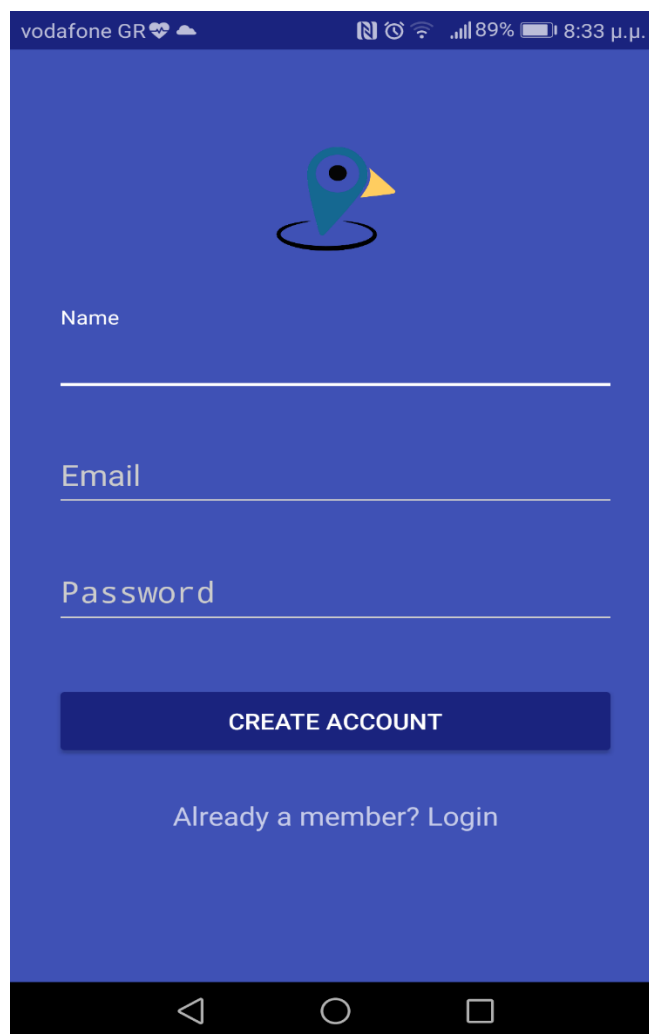 vodafone GR 89% 8:33 μ.μ.
Name
Email
Password
CREATE ACCOUNT
Already a member? Login